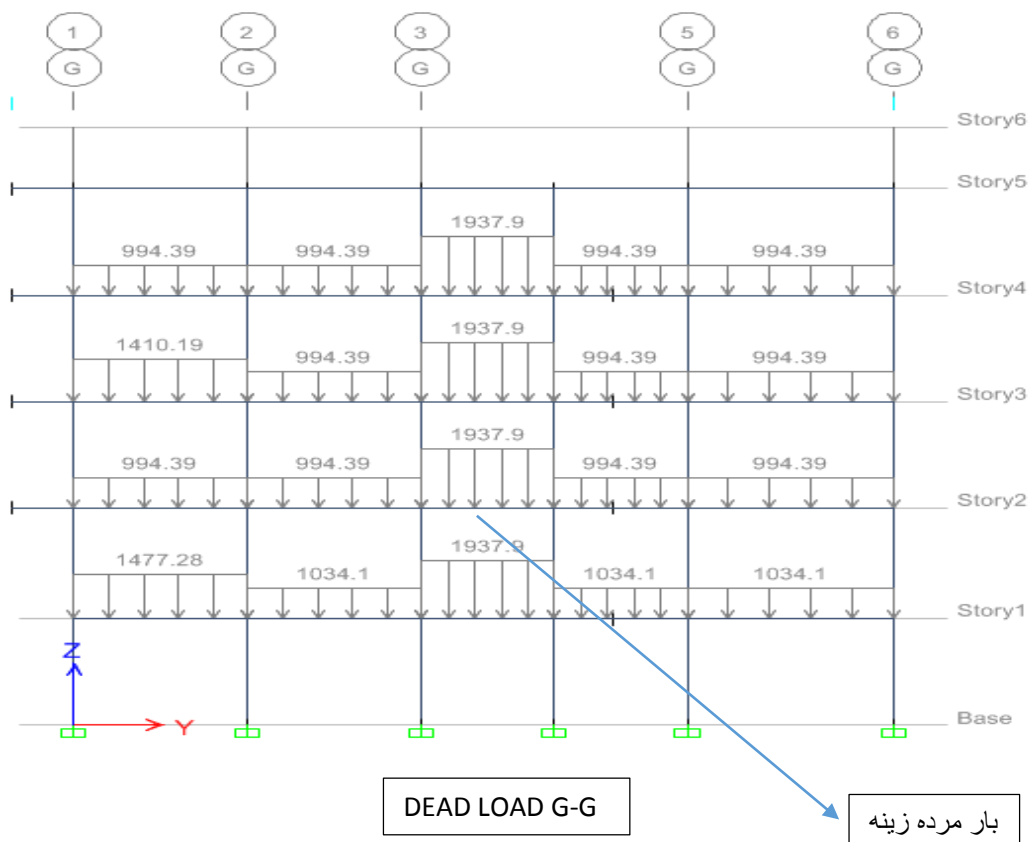 1 2 3 5 6
G G G G G
Story6
Story5
1937.9
994.39 994.39 994.39 994.39
Story4
1937.9
1410.19 994.39 994.39 994.39
Story3
1937.9
994.39 994.39 994.39 994.39
Story2
1937.9
1477.28 1034.1 1034.1 1034.1
Story1
Z
Y
Base
DEAD LOAD G-G
بار مرده زینه